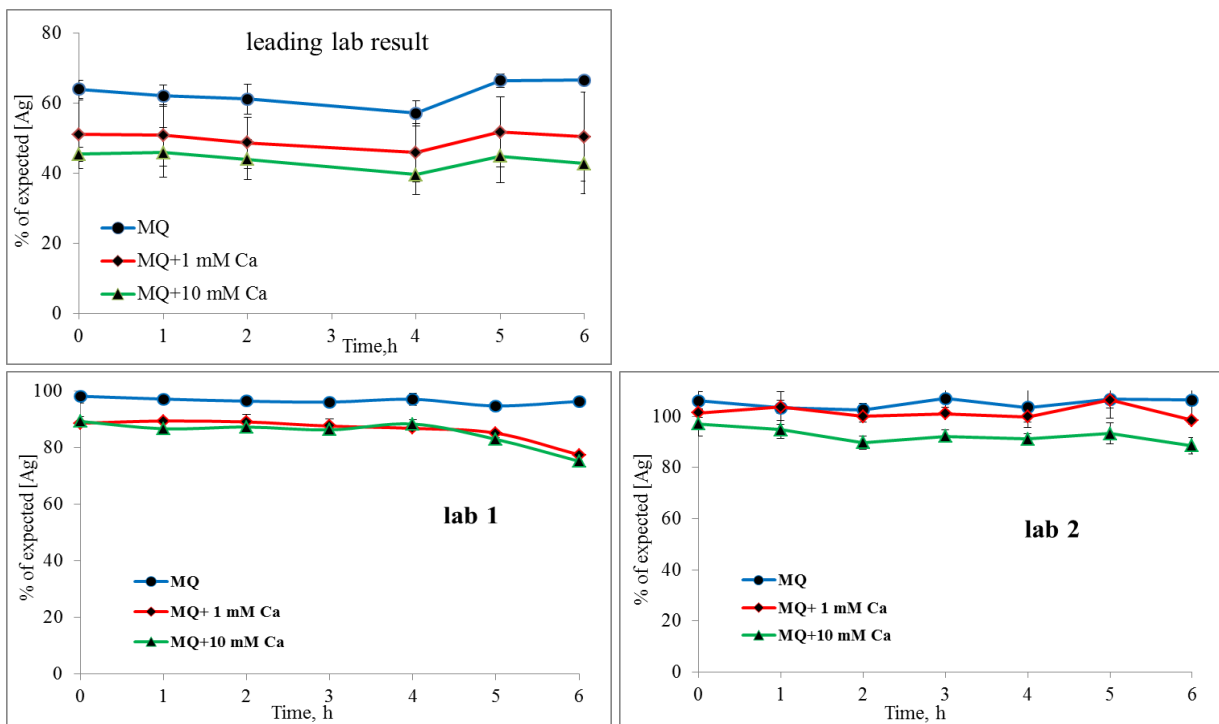 leading lab result
% of expected [Ag]
80
60
40
20
0
MQ
MQ+1 mM Ca
MQ+10 mM Ca
0 1 2 3 4 5 6
Time,h
% of expected [Ag]
100
80
60
40
20
0
lab 1
MQ
MQ+ 1 mM Ca
MQ+10 mM Ca
0 1 2 3 4 5 6
Time, h
% of expected [Ag]
100
80
60
40
20
0
lab 2
MQ
MQ+ 1 mM Ca
MQ+10 mM Ca
0 1 2 3 4 5 6
Time, h